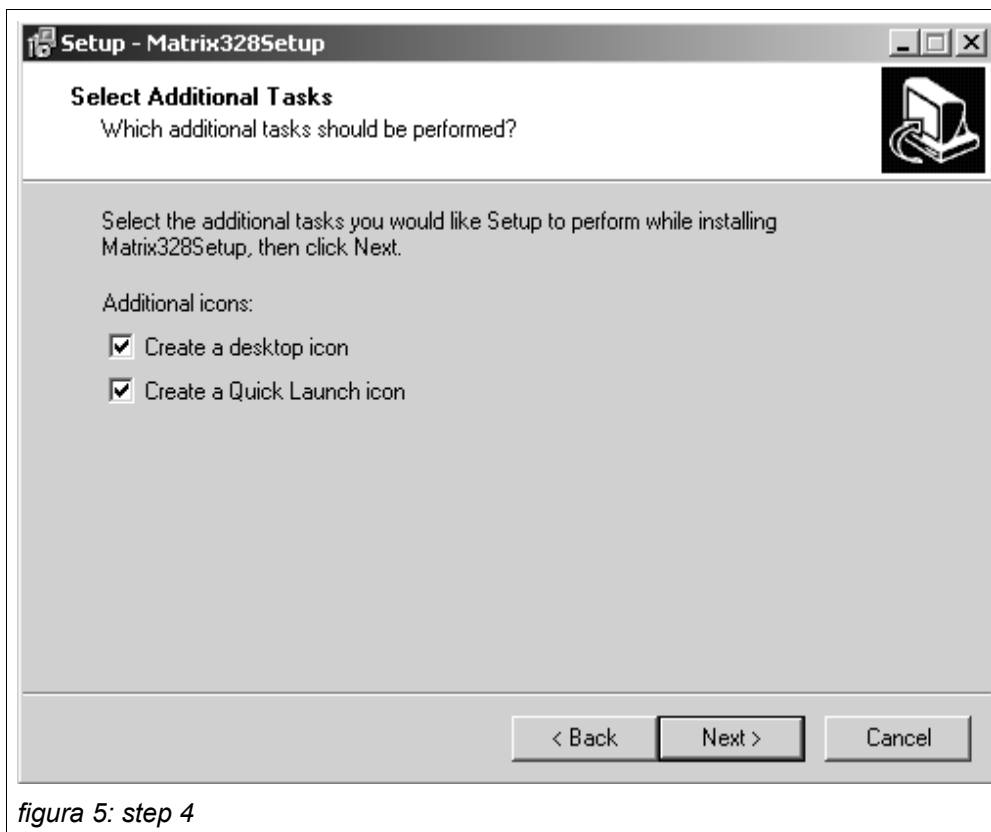 Setup - Matrix328Setup
Select Additional Tasks
Which additional tasks should be performed?
Select the additional tasks you would like Setup to perform while installing
Matrix328Setup, then click Next.
Additional icons:
Create a desktop icon
Create a Quick Launch icon
< Back
Next >
Cancel
figura 5: step 4